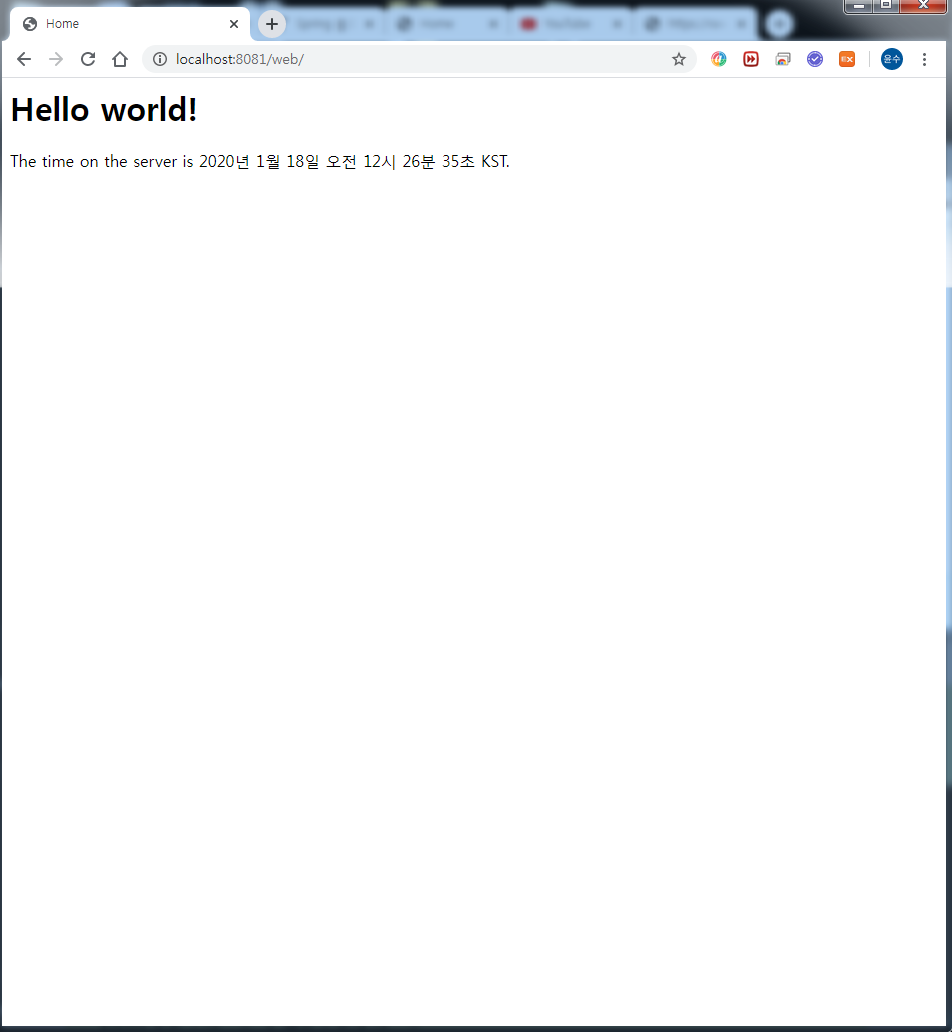 Home
localhost:8081/web/
윤수
Hello world!
The time on the server is 2020년 1월 18일 오전 12시 26분 35초 KST.